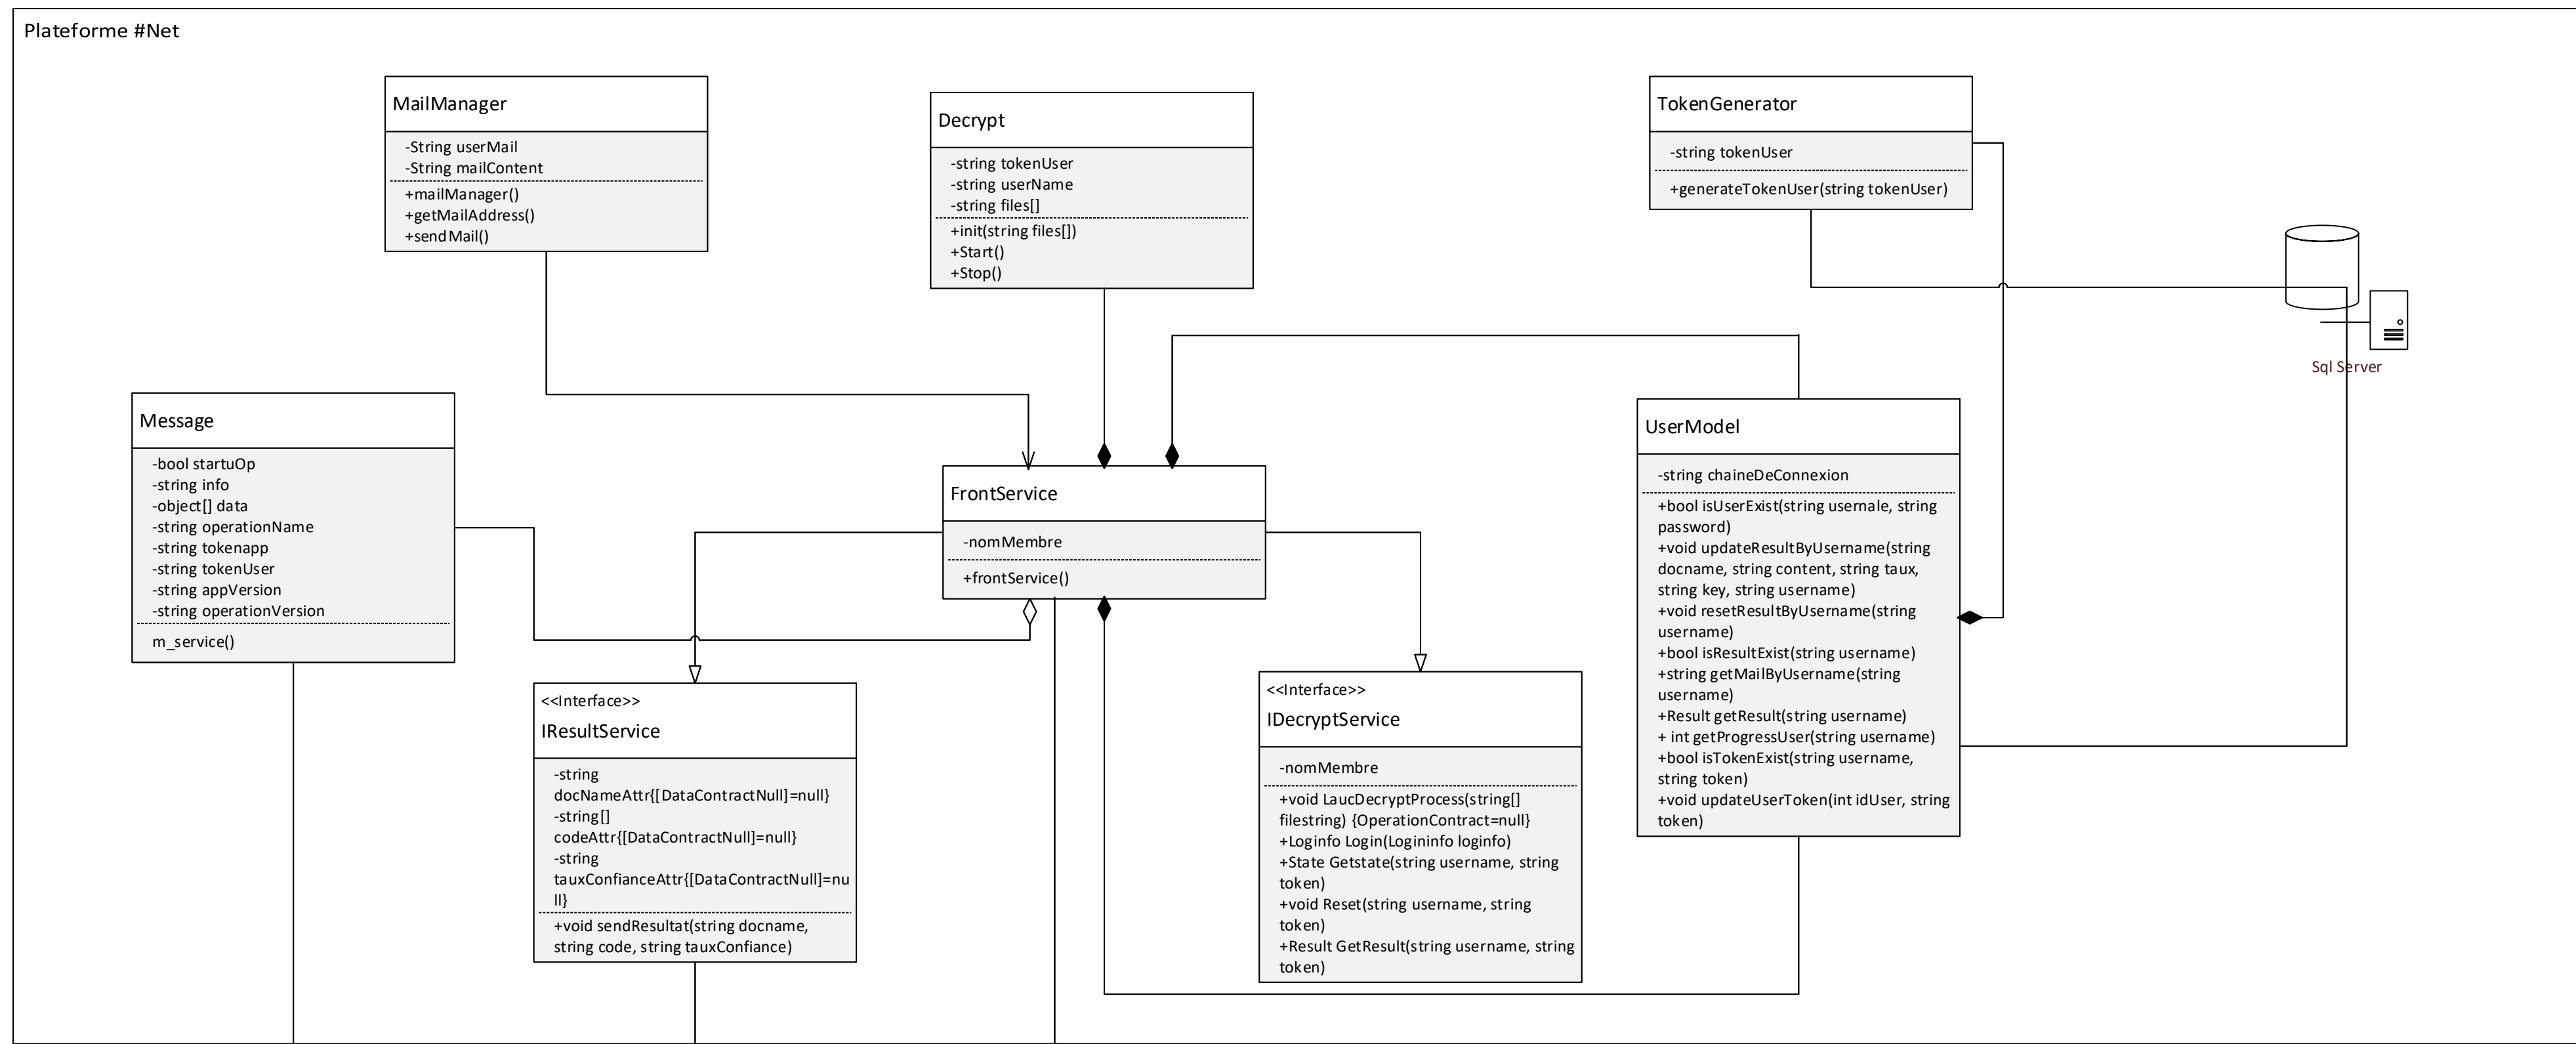 Plateforme #Net
MailManager
-String userMail
-String mailContent
+mailManager()
+getMailAddress()
+sendMail()
Decrypt
-string tokenUser
-string userName
-string files[]
+init(string files[])
+Start()
+Stop()
TokenGenerator
-string tokenUser
+generateTokenUser(string tokenUser)
Sql Server
Message
-bool startuOp
-string info
-object[] data
-string operationName
-string tokenapp
-string tokenUser
-string appVersion
-string operationVersion
m_service()
FrontService
-nomMembre
+frontService()
UserModel
-string chaineDeConnexion
+bool isUserExist(string usernale, string
password)
+void updateResultByUsername(string
docname, string content, string taux,
string key, string username)
+void resetResultByUsername(string
username)
+bool isResultExist(string username)
+string getMailByUsername(string
username)
+Result getResult(string username)
+ int getProgressUser(string username)
+bool isTokenExist(string username,
string token)
+void updateUserToken(int idUser, string
token)
<<Interface>>
IResultService
-string
docNameAttr{[DataContractNull]=null}
-string[]
codeAttr{[DataContractNull]=null}
-string
tauxConfianceAttr{[DataContractNull]=nu
ll}
+void sendResultat(string docname,
string code, string tauxConfiance)
<<Interface>>
IDecryptService
-nomMembre
+void LaucDecryptProcess(string[]
filestring) {OperationContract=null}
+Loginfo Login(Logininfo loginfo)
+State Getstate(string username, string
token)
+void Reset(string username, string
token)
+Result GetResult(string username, string
token)